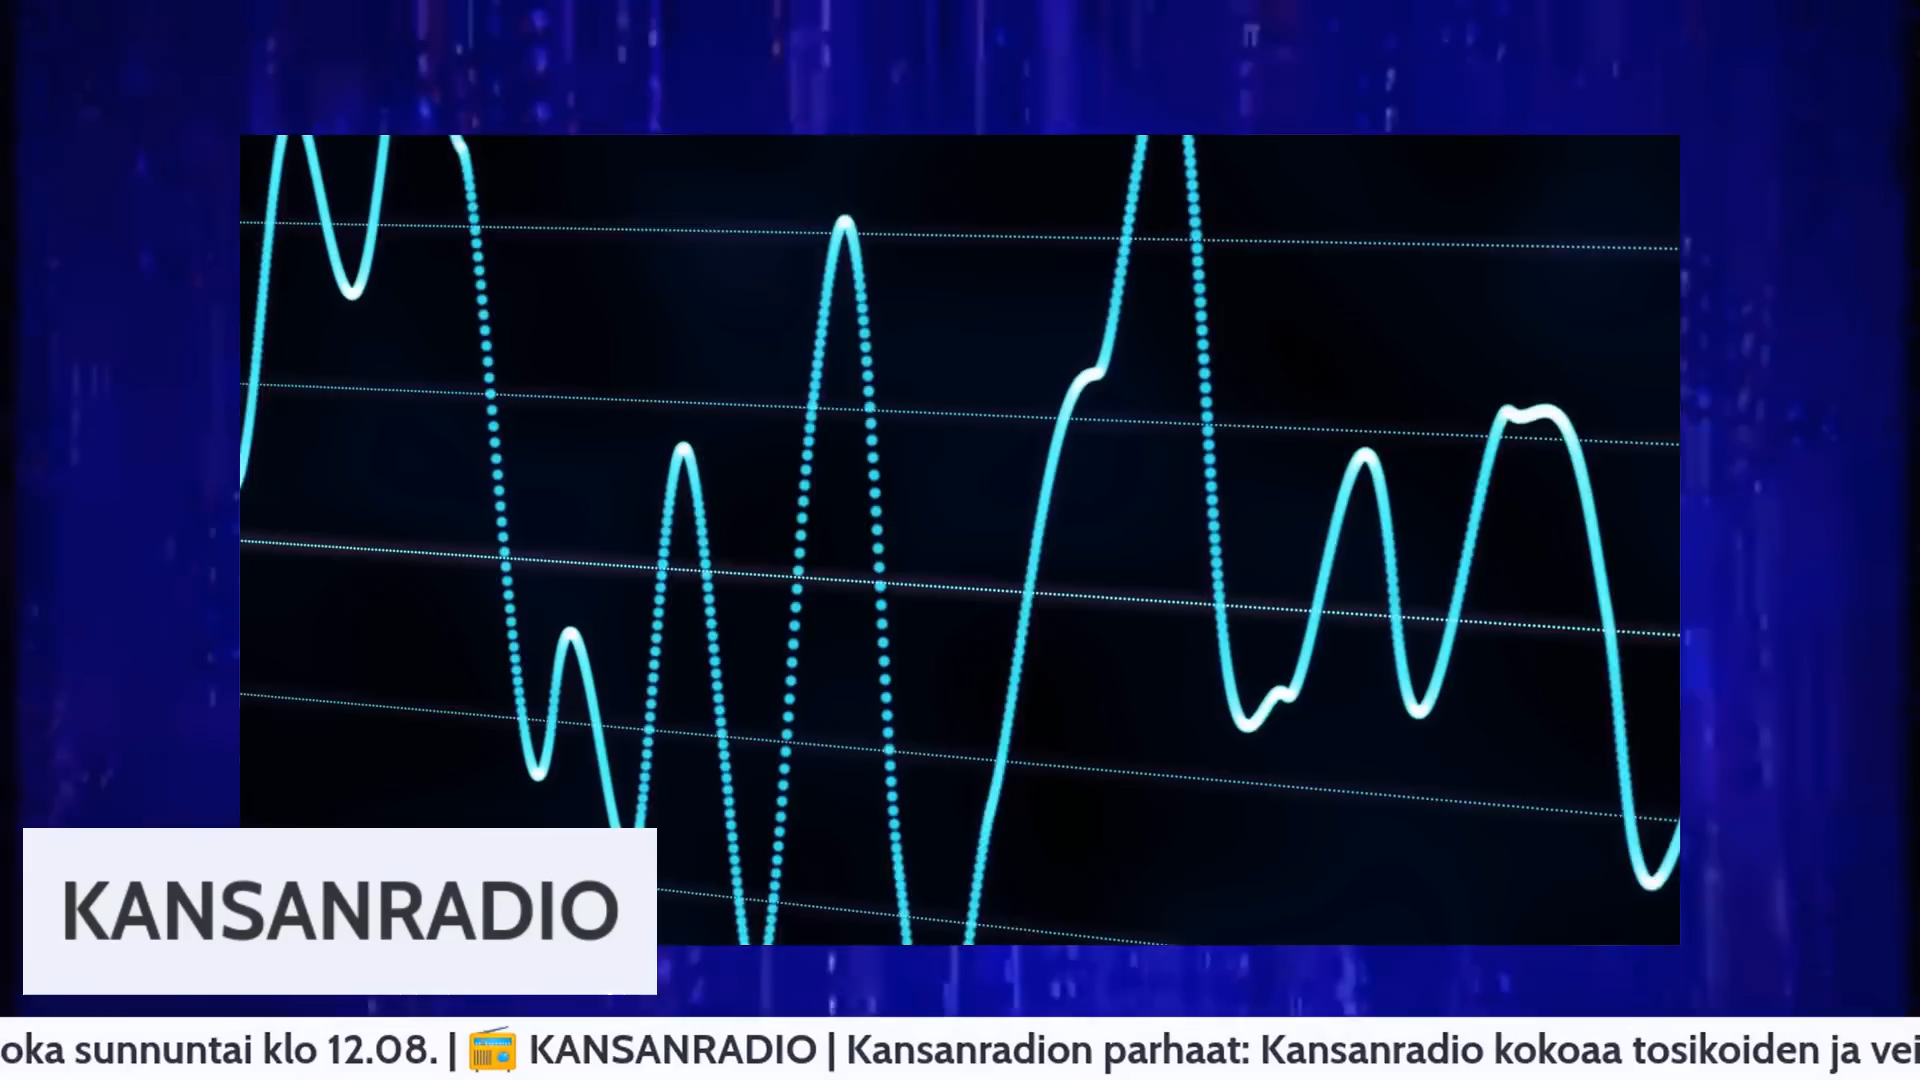 KANSANRADIO
oka sunnuntai klo 12.08. | 📻 KANSANRADIO | Kansanradion parhaat: Kansanradio kokoaa tosikoiden ja vei